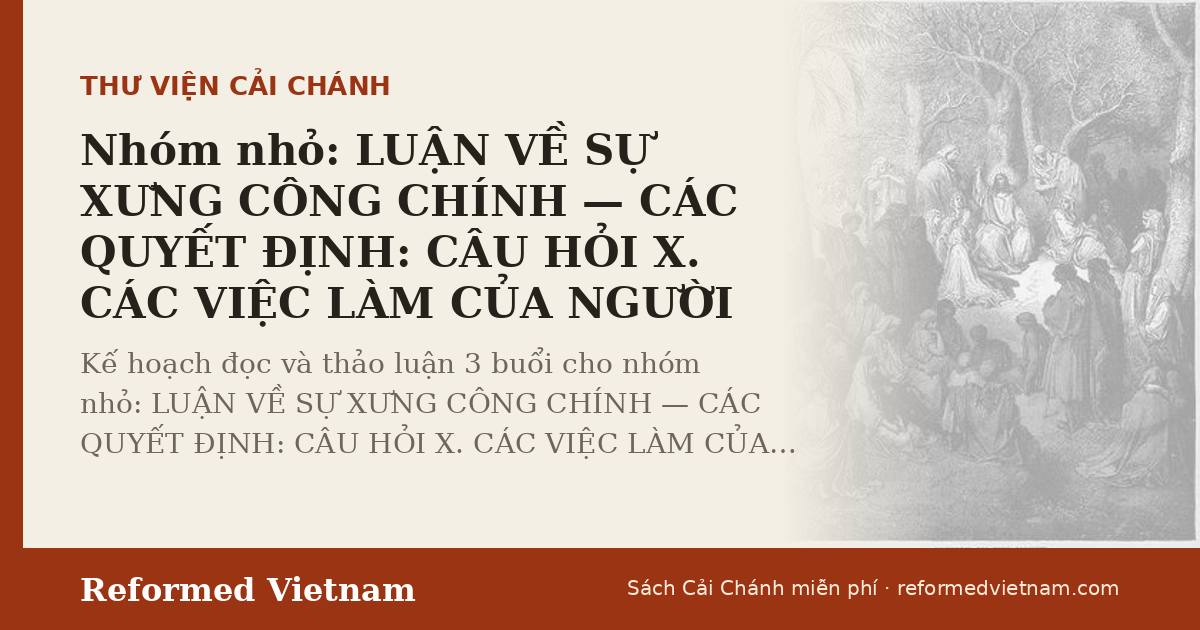 THƯ VIỆN CẢI CHÁNH
Nhóm nhỏ: LUẬN VỀ SỰ
XƯNG CÔNG CHÍNH — CÁC
QUYẾT ĐỊNH: CÂU HỎI X.
CÁC VIỆC LÀM CỦA NGƯỜI
Kế hoạch đọc và thảo luận 3 buổi cho nhóm
nhỏ: LUẬN VỀ SỰ XƯNG CÔNG CHÍNH — CÁC
QUYẾT ĐỊNH: CÂU HỎI X. CÁC VIỆC LÀM CỦA…
Reformed Vietnam
Sách Cải Chánh miễn phí · reformedvietnam.com